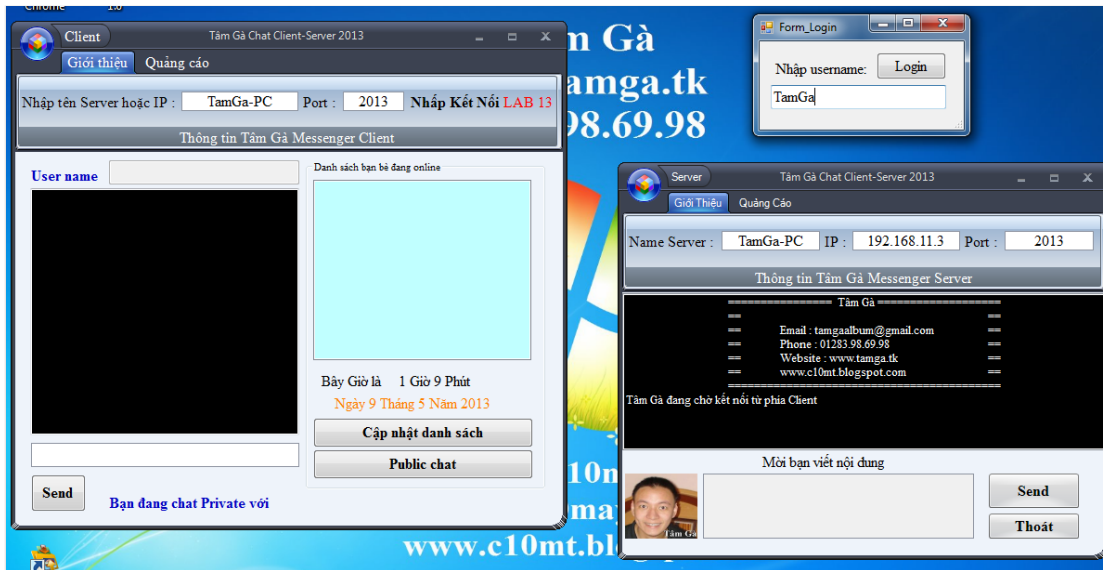 Chrome
1.0
Client
Tâm Gà Chat Client-Server 2013
Giới thiệu
Quảng cáo
Nhập tên Server hoặc IP :
TamGa-PC
Port :
2013
Nhấp Kết Nối LAB 13
Thông tin Tâm Gà Messenger Client
User name
Danh sách bạn bè đang online
Bây Giờ là 1 Giờ 9 Phút
Ngày 9 Tháng 5 Năm 2013
Cập nhật danh sách
Public chat
Send
Bạn đang chat Private với
Gà
amga.tk
98.69.98
Form_Login
Nhập username:
Login
TamGa
Server
Tâm Gà Chat Client-Server 2013
Giới Thiệu
Quảng Cáo
Name Server :
TamGa-PC
IP :
192.168.11.3
Port :
2013
Thông tin Tâm Gà Messenger Server
================ Tâm Gà ===================
== ==
== Email : tamgaalbum@gmail.com ==
== Phone : 01283.98.69.98 ==
== Website : www.tamga.tk ==
== www.c10mt.blogspot.com ==
==========================================
Tâm Gà đang chờ kết nối từ phía Client
Mời bạn viết nội dung
Tâm Gà
Send
Thoát
www.c10mt.bl